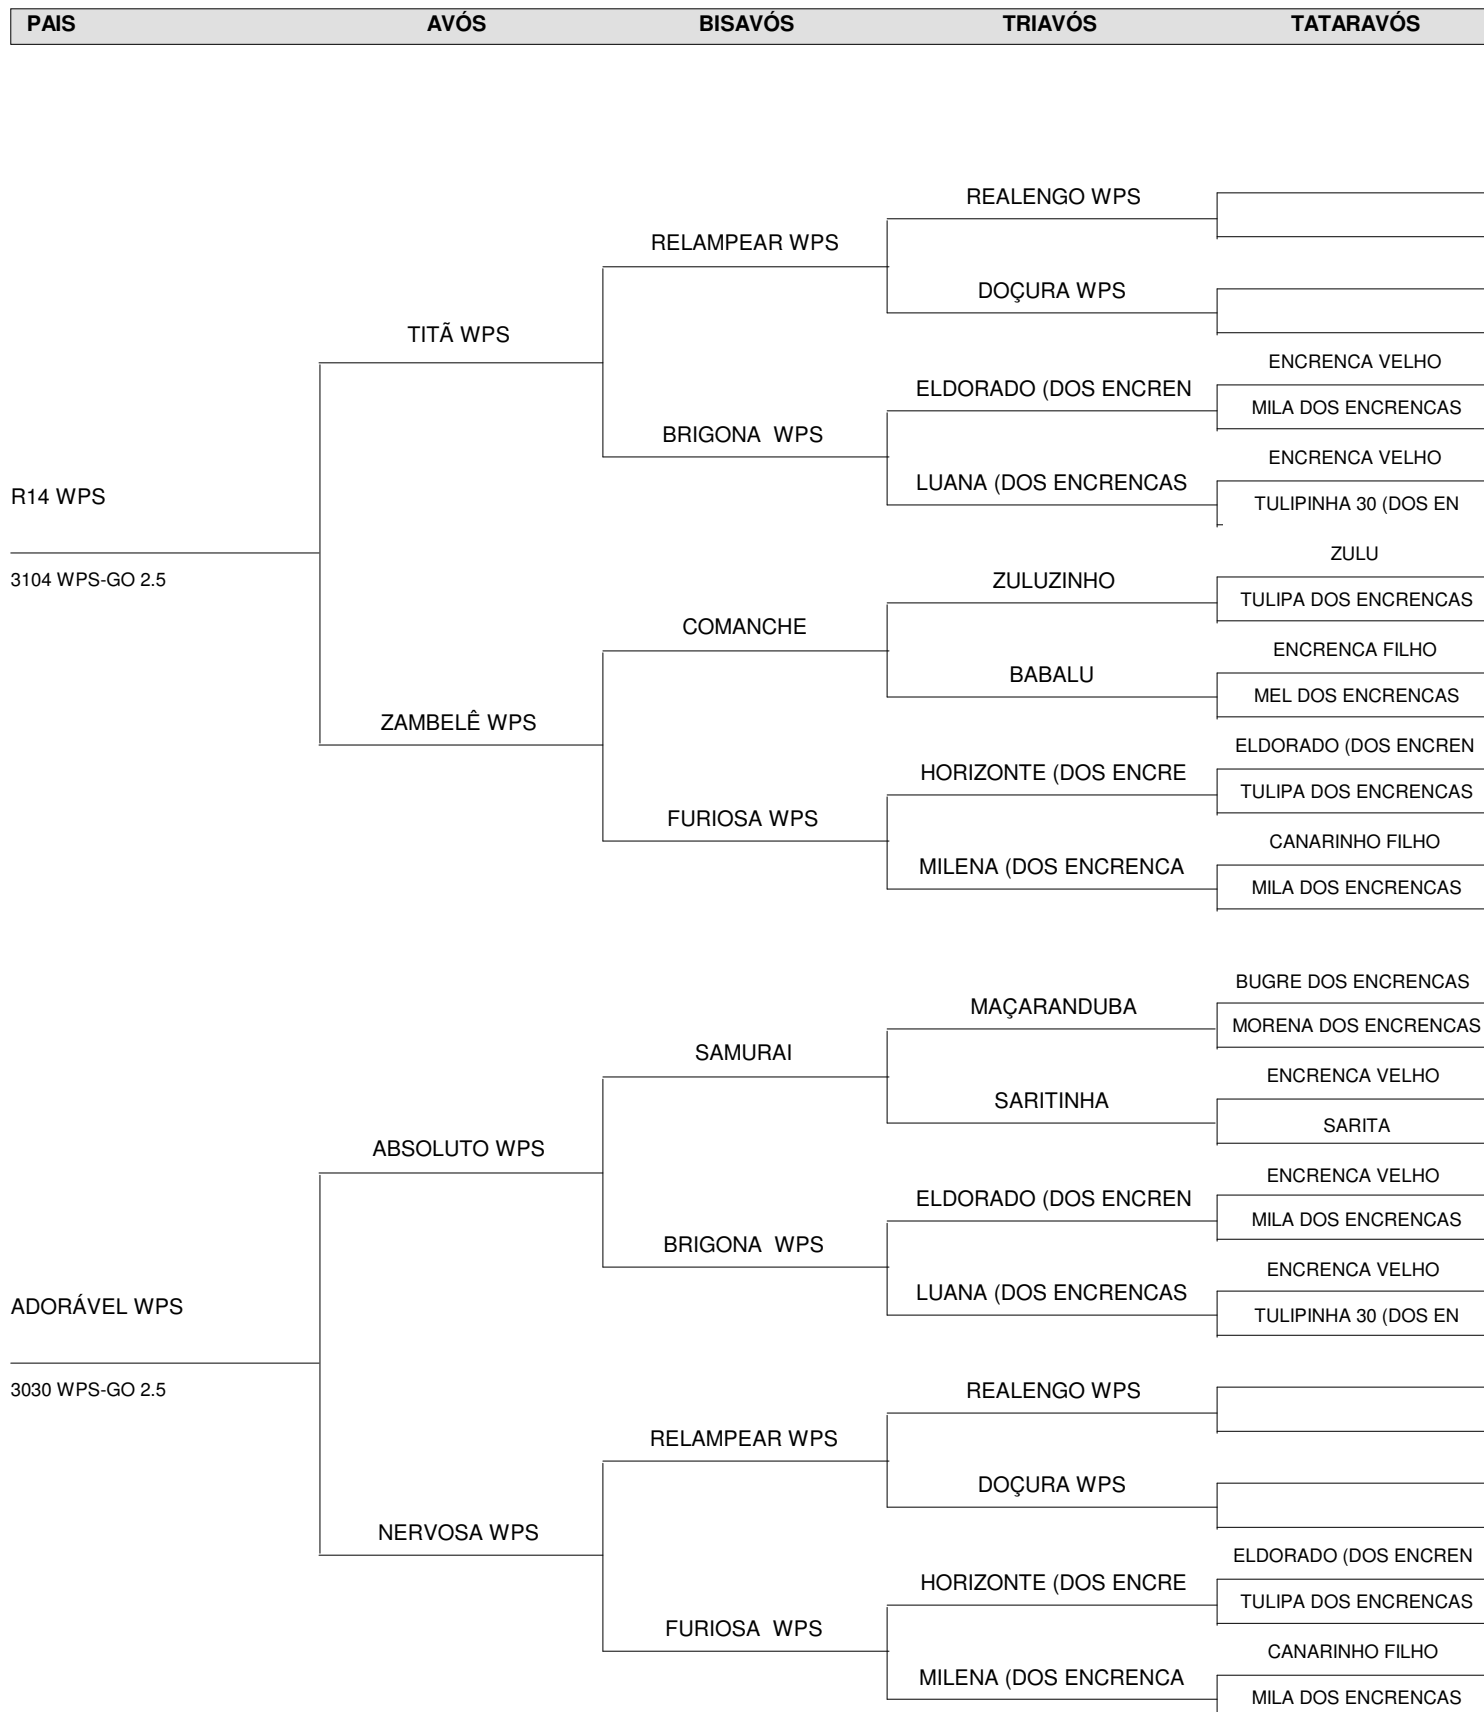 PAIS AVÓS BISAVÓS TRIAVÓS TATARAVÓS
REALENGO WPS
RELAMPEAR WPS
DOÇURA WPS
TITÃ WPS
ENCRENCA VELHO
ELDORADO (DOS ENCREN
MILA DOS ENCRENCAS
BRIGONA WPS
ENCRENCA VELHO
LUANA (DOS ENCRENCAS
R14 WPS
TULIPINHA 30 (DOS EN
ZULU
3104 WPS-GO 2.5
ZULUZINHO
TULIPA DOS ENCRENCAS
COMANCHE
ENCRENCA FILHO
BABALU
MEL DOS ENCRENCAS
ZAMBELÊ WPS
ELDORADO (DOS ENCREN
HORIZONTE (DOS ENCRE
TULIPA DOS ENCRENCAS
FURIOSA WPS
CANARINHO FILHO
MILENA (DOS ENCRENCA
MILA DOS ENCRENCAS
BUGRE DOS ENCRENCAS
MAÇARANDUBA
MORENA DOS ENCRENCAS
SAMURAI
ENCRENCA VELHO
SARITINHA
SARITA
ABSOLUTO WPS
ENCRENCA VELHO
ELDORADO (DOS ENCREN
MILA DOS ENCRENCAS
BRIGONA WPS
ENCRENCA VELHO
LUANA (DOS ENCRENCAS
ADORÁVEL WPS
TULIPINHA 30 (DOS EN
3030 WPS-GO 2.5
REALENGO WPS
RELAMPEAR WPS
DOÇURA WPS
NERVOSA WPS
ELDORADO (DOS ENCREN
HORIZONTE (DOS ENCRE
TULIPA DOS ENCRENCAS
FURIOSA WPS
CANARINHO FILHO
MILENA (DOS ENCRENCA
MILA DOS ENCRENCAS